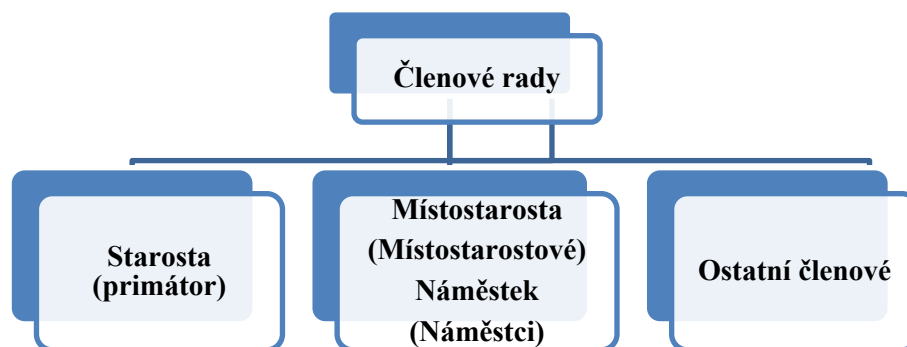 Členové rady
Starosta
(primátor)
Místostarosta
(Místostarostové)
Náměstek
(Náměstci)
Ostatní členové